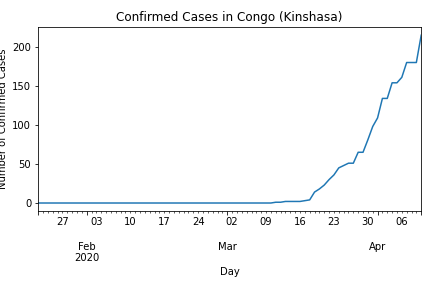 Confirmed Cases in Congo (Kinshasa)
Number of Confirmed Cases
200
150
100
50
0
27 03 10 17 24 02 09 16 23 30 06
Feb Mar Apr
2020
Day